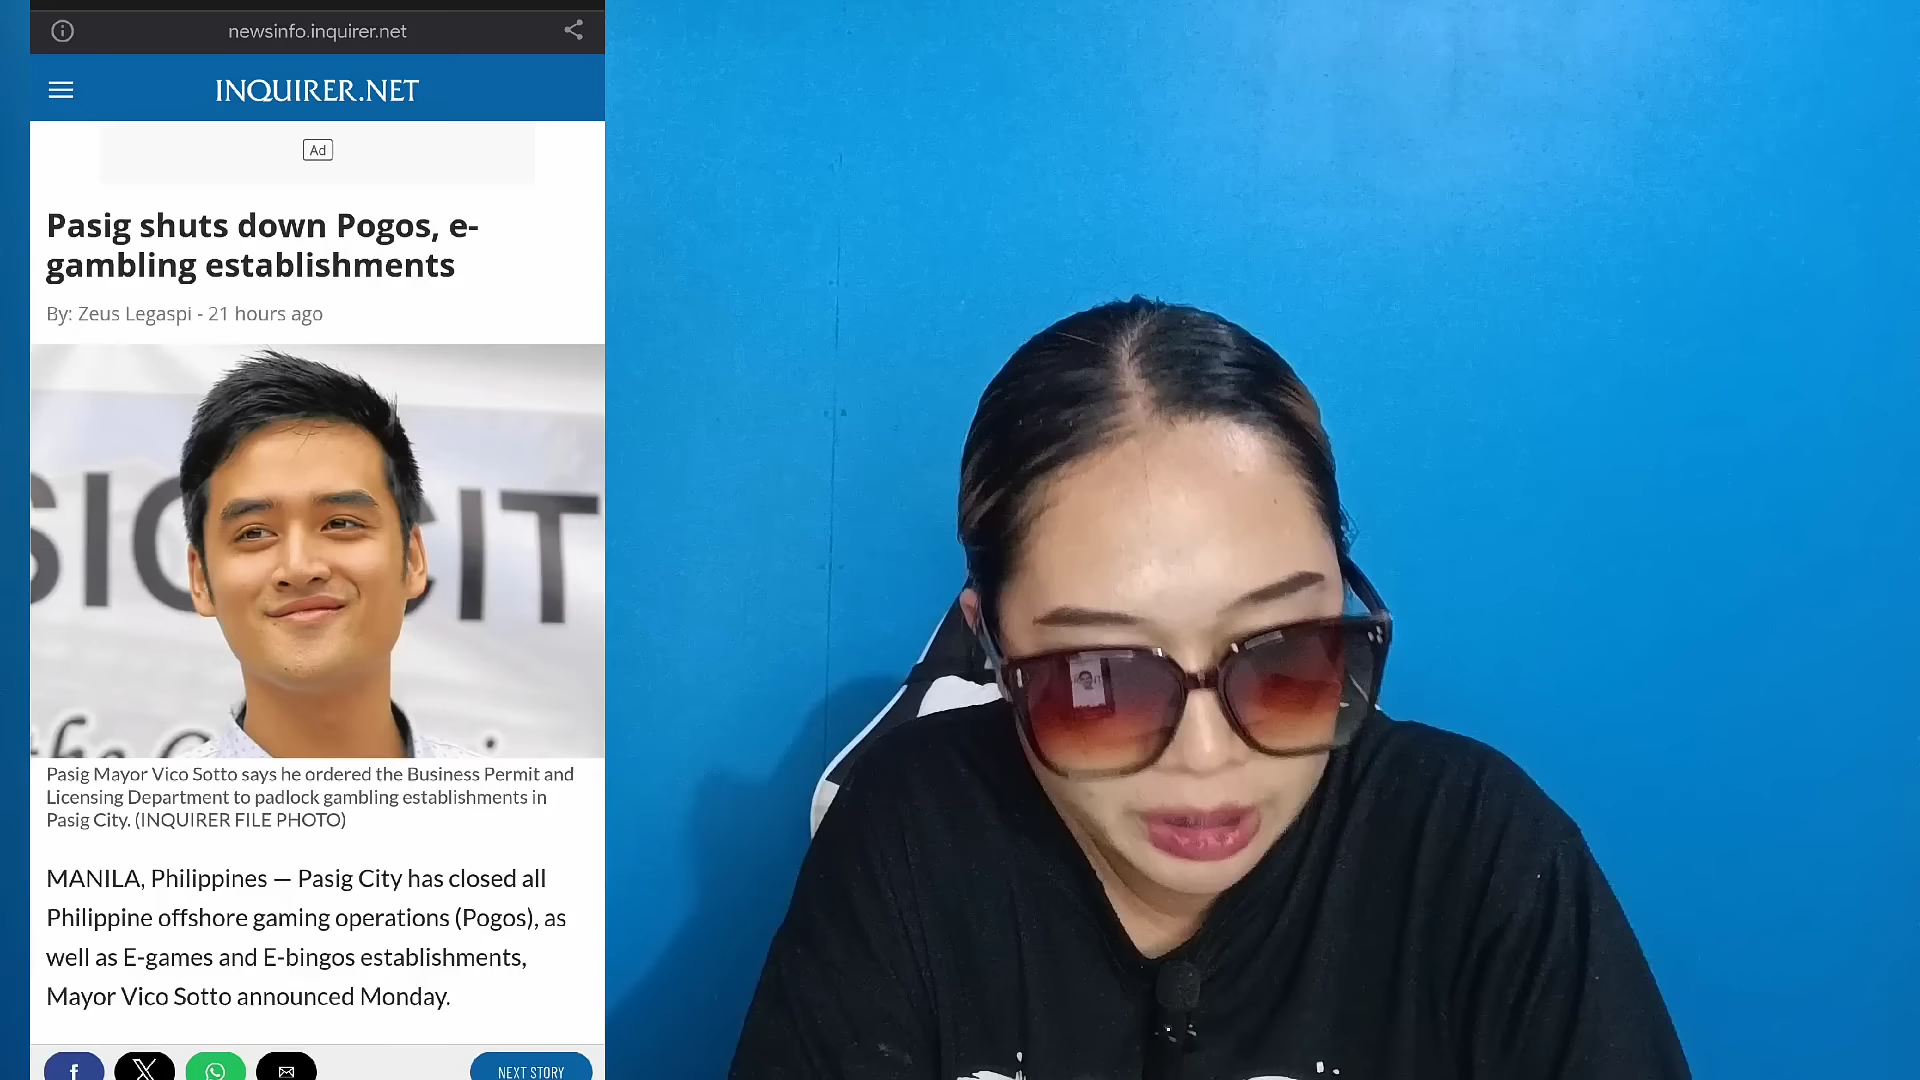 newsinfo.inquirer.net
INQUIRER.NET
Ad
Pasig shuts down Pogos, e-
gambling establishments
By: Zeus Legaspi - 21 hours ago
SIG CIT
the C
Pasig Mayor Vico Sotto says he ordered the Business Permit and
Licensing Department to padlock gambling establishments in
Pasig City. (INQUIRER FILE PHOTO)
MANILA, Philippines — Pasig City has closed all
Philippine offshore gaming operations (Pogos), as
well as E-games and E-bingos establishments,
Mayor Vico Sotto announced Monday.
NEXT STORY